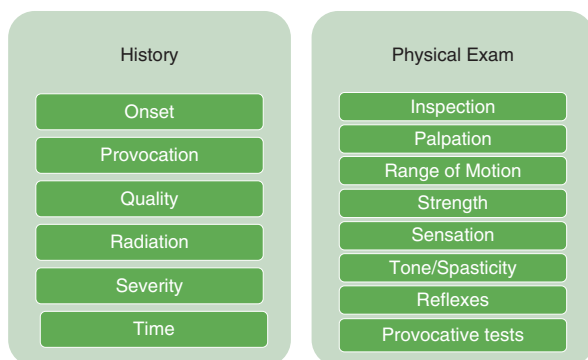 History
Onset
Provocation
Quality
Radiation
Severity
Time
Physical Exam
Inspection
Palpation
Range of Motion
Strength
Sensation
Tone/Spasticity
Reflexes
Provocative tests